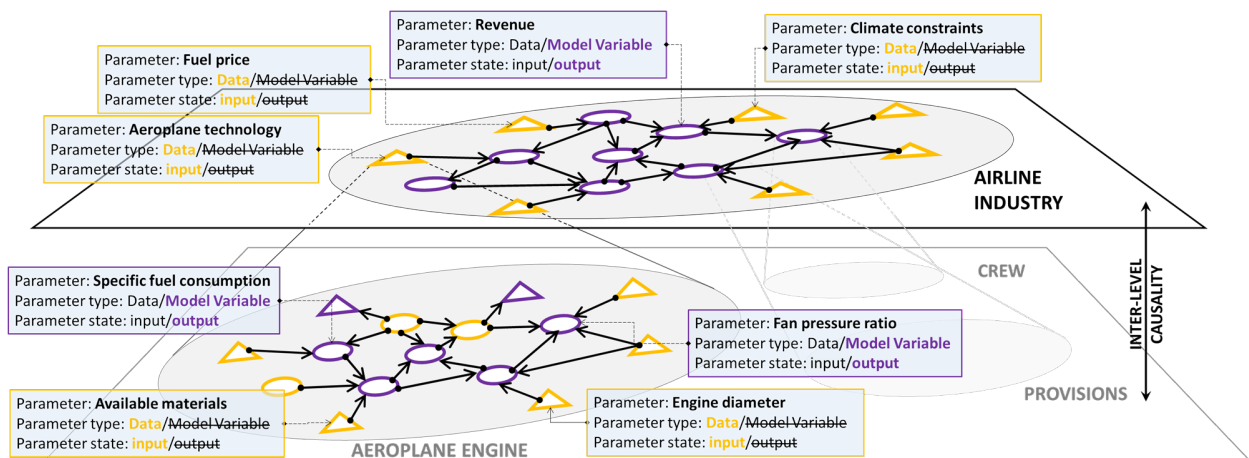 Parameter: Revenue
Parameter type: Data/Model Variable
Parameter state: input/output
Parameter: Climate constraints
Parameter type: Data/Model Variable
Parameter state: input/output
Parameter: Fuel price
Parameter type: Data/Model Variable
Parameter state: input/output
Parameter: Aeroplane technology
Parameter type: Data/Model Variable
Parameter state: input/output
AIRLINE
INDUSTRY
Parameter: Specific fuel consumption
Parameter type: Data/Model Variable
Parameter state: input/output
CREW
INTER-LEVEL
CAUSALITY
Parameter: Fan pressure ratio
Parameter type: Data/Model Variable
Parameter state: input/output
PROVISIONS
Parameter: Available materials
Parameter type: Data/Model Variable
Parameter state: input/output
Parameter: Engine diameter
Parameter type: Data/Model Variable
Parameter state: input/output
AEROPLANE ENGINE